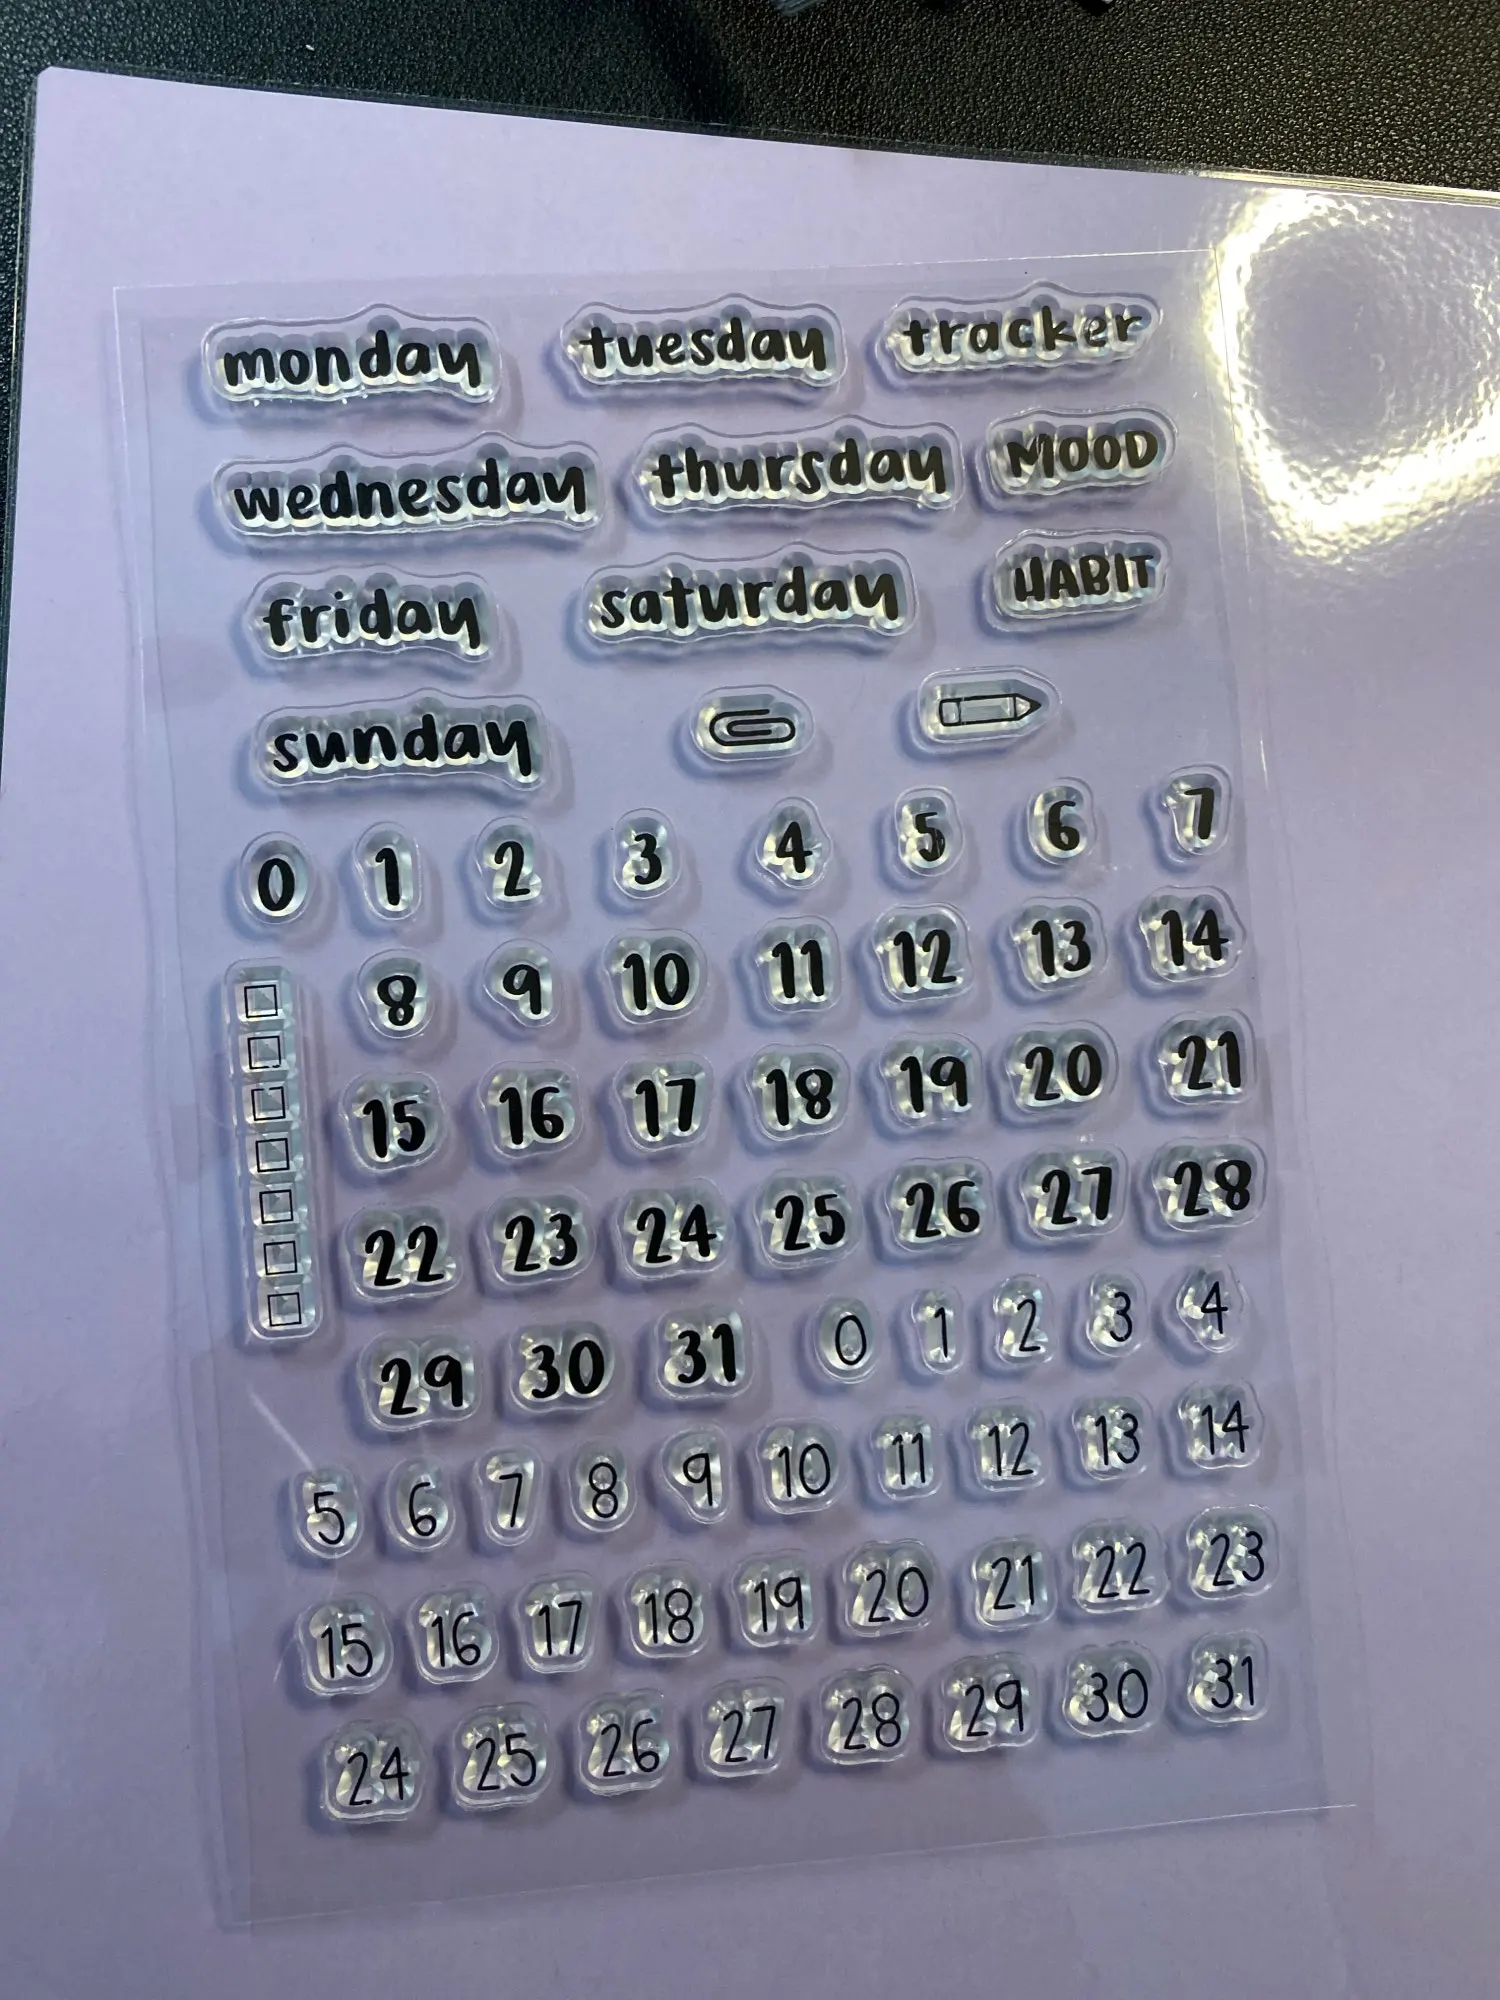 monday tuesday tracker
wednesday thursday MOOD
friday saturday HABIT
sunday
0 1 2 3 4 5 6 7
8 9 10 11 12 13 14
15 16 17 18 19 20 21
22 23 24 25 26 27 28
29 30 31 0 1 2 3 4
5 6 7 8 9 10 11 12 13 14
15 16 17 18 19 20 21 22 23
24 25 26 27 28 29 30 31